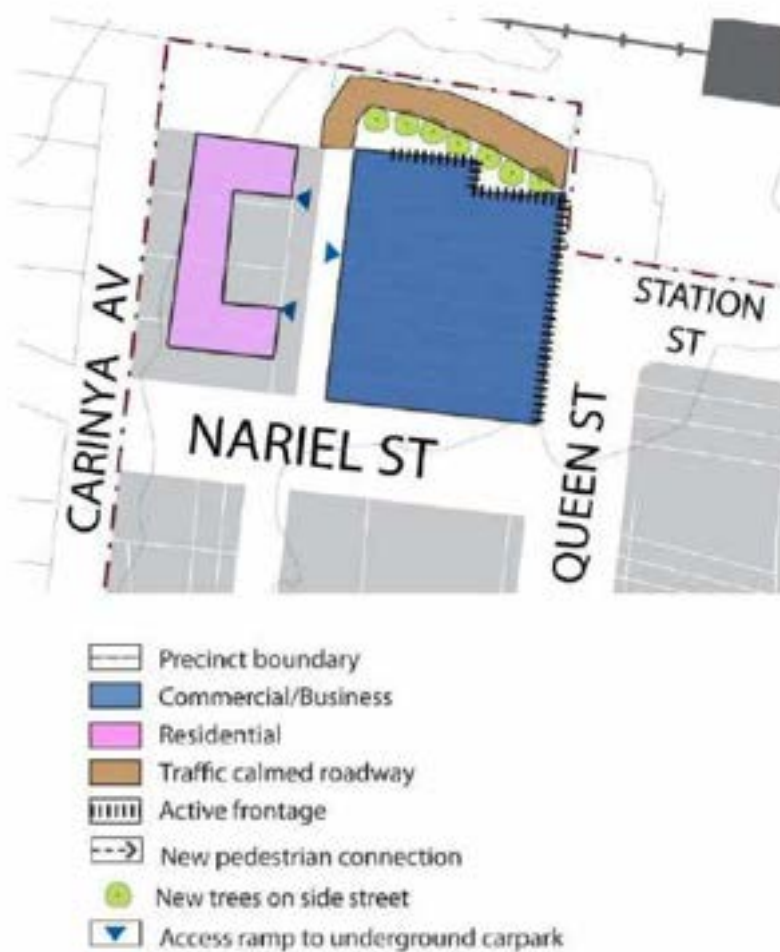 STATION
ST
CARINYA AV
NARIEL ST
QUEEN ST
Precinct boundary
Commercial/Business
Residential
Traffic calmed roadway
Active frontage
New pedestrian connection
New trees on side street
Access ramp to underground carpark